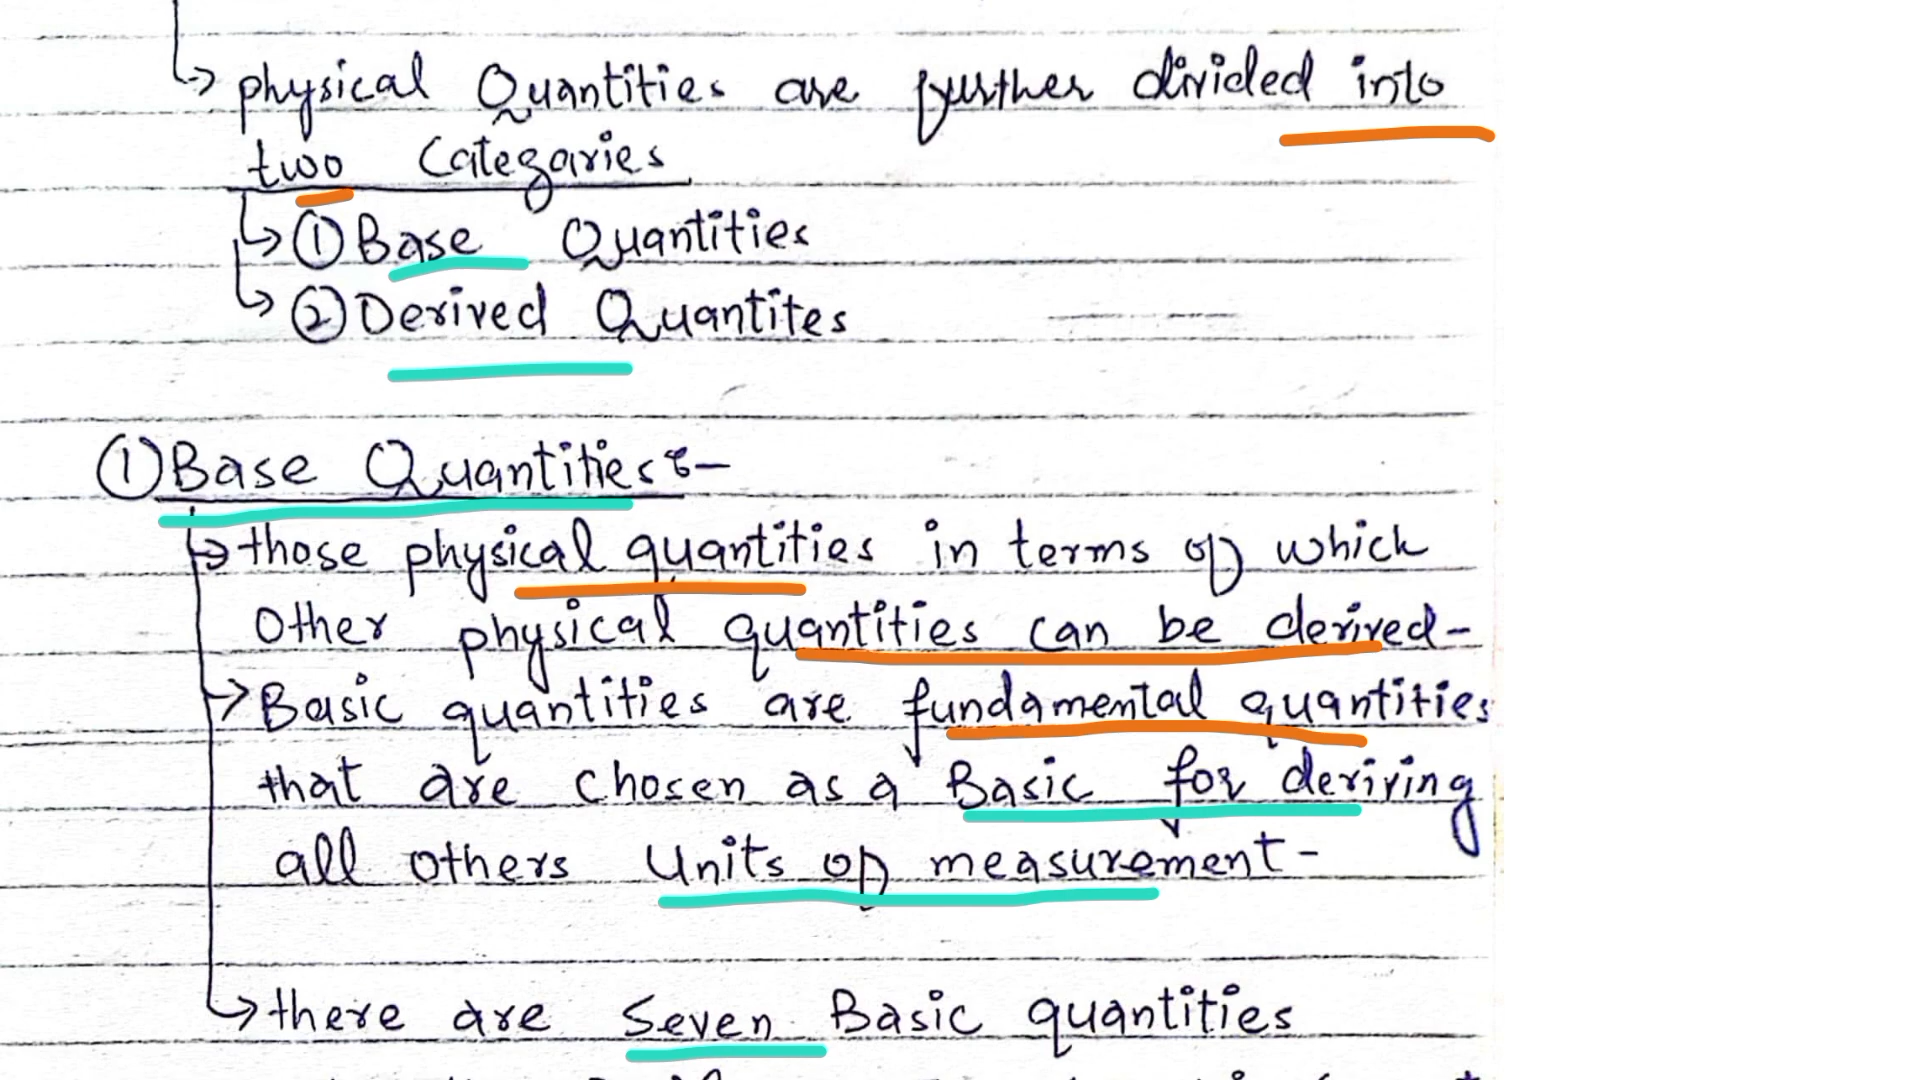 physical Quantities are further divided into
two Categaries
① Base Quantities
② Derived Quantites
① Base Quantities :-
those physical quantities in terms of which
Other physical quantities can be derived-
Basic quantities are fundamental quantities
that are chosen as a Basic for deriving
all others Units of measurement-
there are Seven Basic quantities